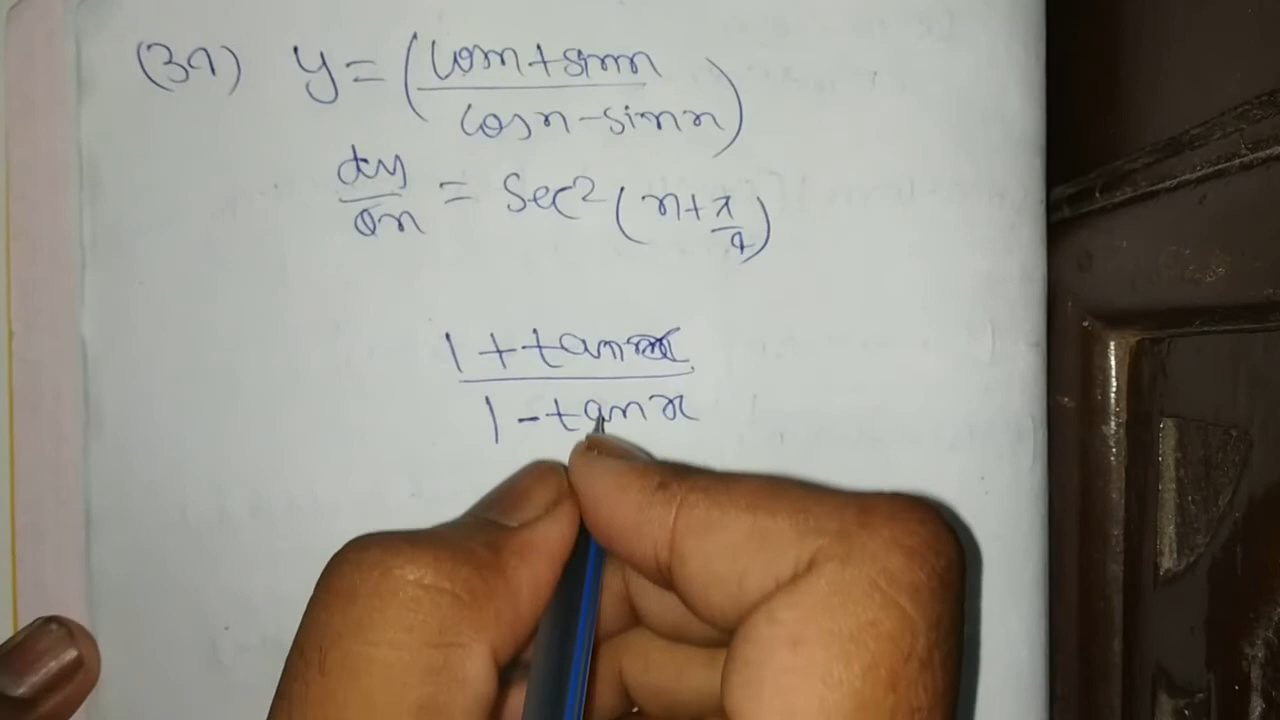 (37) y = (cosx+sinx / cosx-sinx)
dy/dx = sec² (x+π/4)
1+tanx
1-tanx